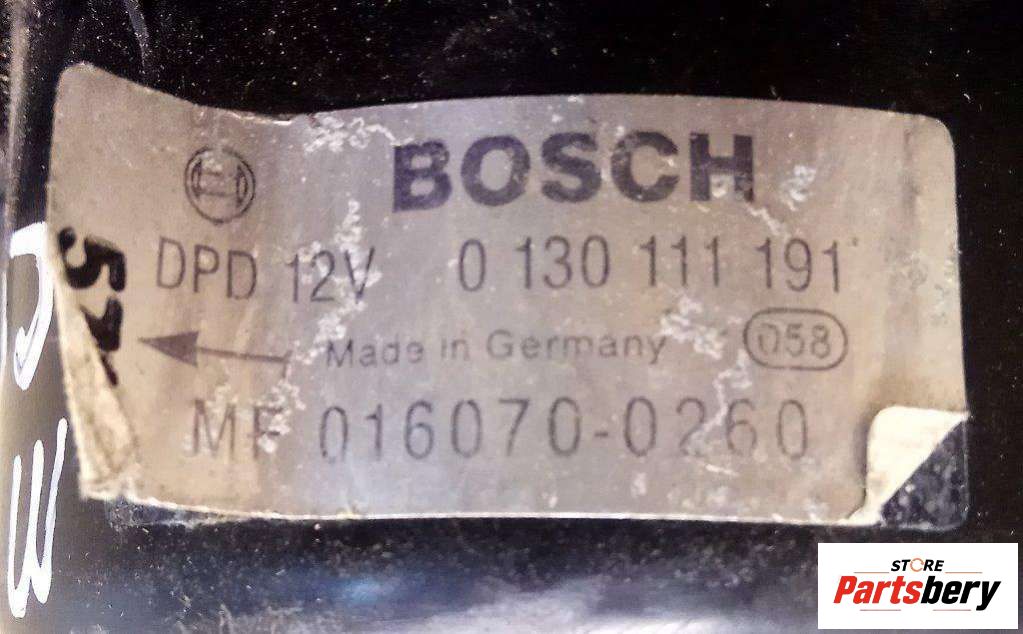 BOSCH
DPD 12V 0 130 111 191
Made in Germany 058
MF 016070-0260
STORE
Partsbery